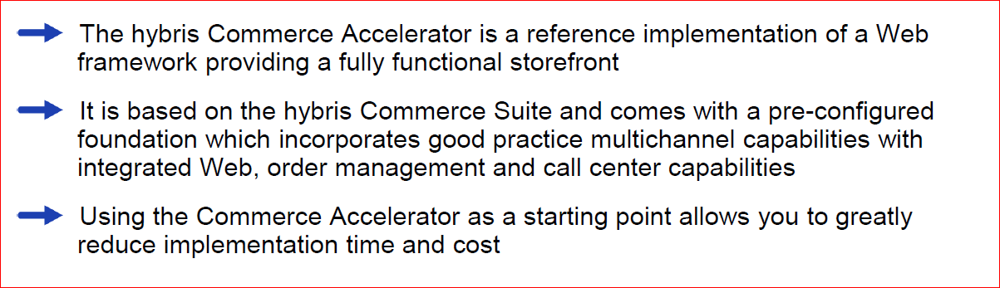 The hybris Commerce Accelerator is a reference implementation of a Web
framework providing a fully functional storefront
It is based on the hybris Commerce Suite and comes with a pre-configured
foundation which incorporates good practice multichannel capabilities with
integrated Web, order management and call center capabilities
Using the Commerce Accelerator as a starting point allows you to greatly
reduce implementation time and cost